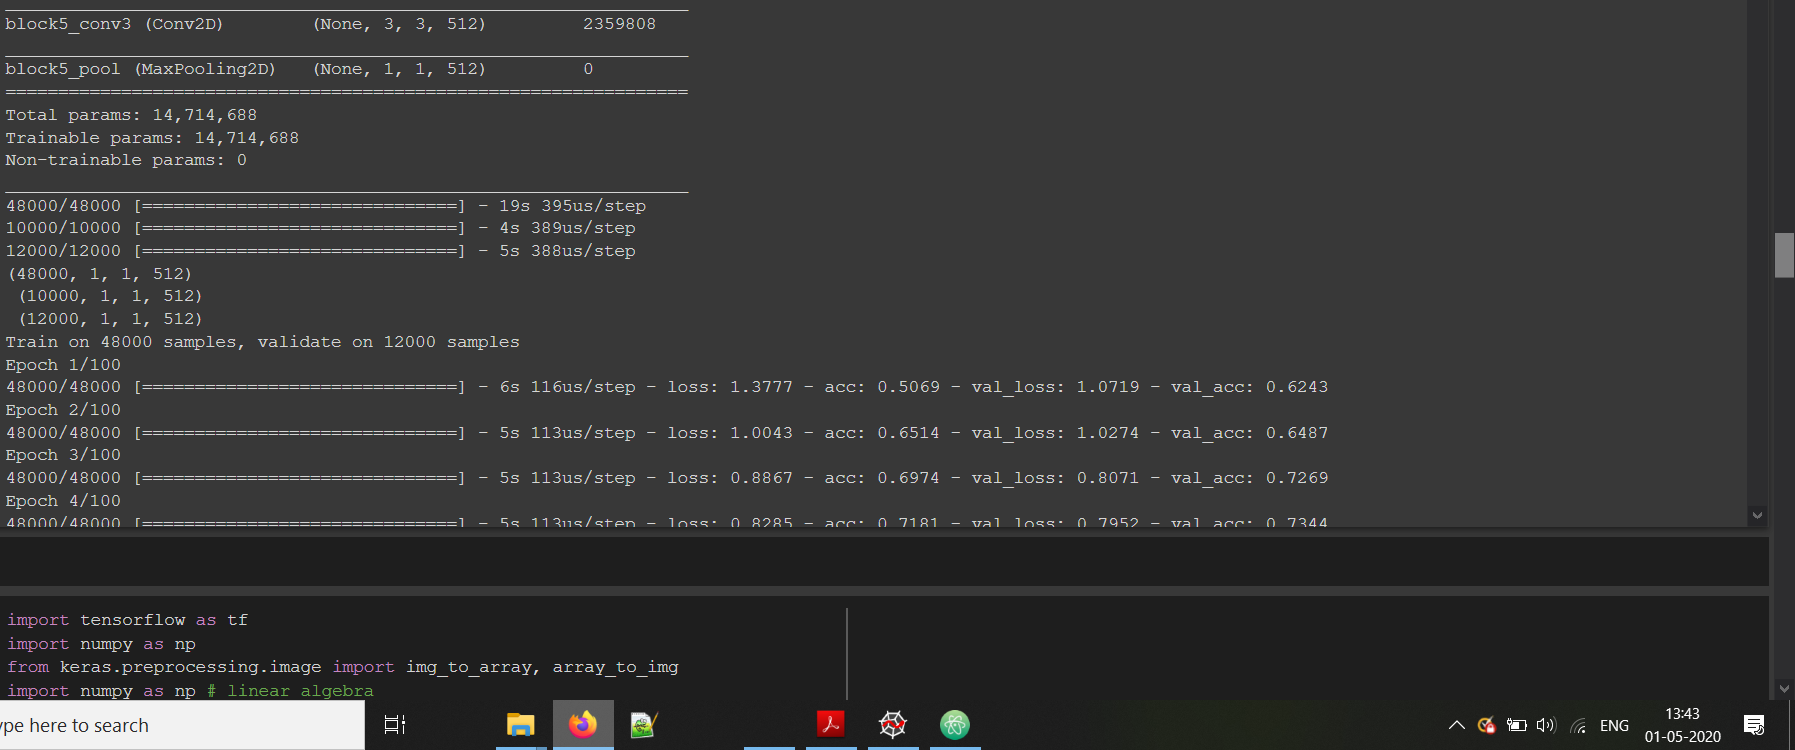 block5_conv3 (Conv2D) (None, 3, 3, 512) 2359808
block5_pool (MaxPooling2D) (None, 1, 1, 512) 0
=================================================================
Total params: 14,714,688
Trainable params: 14,714,688
Non-trainable params: 0
48000/48000 [==============================] - 19s 395us/step
10000/10000 [==============================] - 4s 389us/step
12000/12000 [==============================] - 5s 388us/step
(48000, 1, 1, 512)
(10000, 1, 1, 512)
(12000, 1, 1, 512)
Train on 48000 samples, validate on 12000 samples
Epoch 1/100
48000/48000 [==============================] - 6s 116us/step - loss: 1.3777 - acc: 0.5069 - val_loss: 1.0719 - val_acc: 0.6243
Epoch 2/100
48000/48000 [==============================] - 5s 113us/step - loss: 1.0043 - acc: 0.6514 - val_loss: 1.0274 - val_acc: 0.6487
Epoch 3/100
48000/48000 [==============================] - 5s 113us/step - loss: 0.8867 - acc: 0.6974 - val_loss: 0.8071 - val_acc: 0.7269
Epoch 4/100
48000/48000 [==============================] - 5s 113us/step - loss: 0.8285 - acc: 0.7181 - val_loss: 0.7952 - val_acc: 0.7344
import tensorflow as tf
import numpy as np
from keras.preprocessing.image import img_to_array, array_to_img
import numpy as np # linear algebra
ype here to search
ENG
13:43
01-05-2020